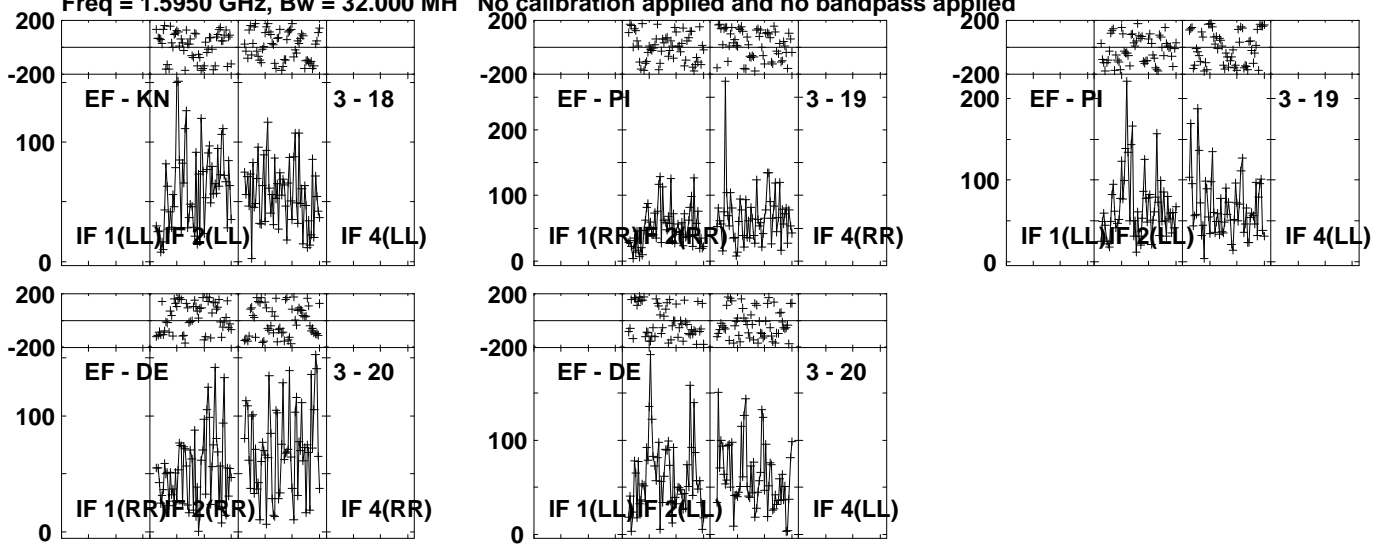 Freq = 1.5950 GHz, Bw = 32.000 MH No calibration applied and no bandpass applied
200
-200
100
0
EF - KN 3 - 18
IF 1(LL) IF 2(LL) IF 4(LL)
200
100
0
EF - PI 3 - 19
IF 1(RR) IF 2(RR) IF 4(RR)
200
100
0
EF - PI 3 - 19
IF 1(LL) IF 2(LL) IF 4(LL)
200
-200
100
0
EF - DE 3 - 20
IF 1(RR) IF 2(RR) IF 4(RR)
200
100
0
EF - DE 3 - 20
IF 1(LL) IF 2(LL) IF 4(LL)